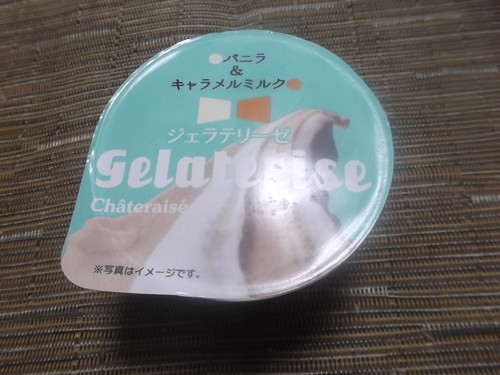 ●バニラ
&
キャラメルミルク●
ジェラテリーゼ
Gelaterise
Châteraisé
※写真はイメージです。